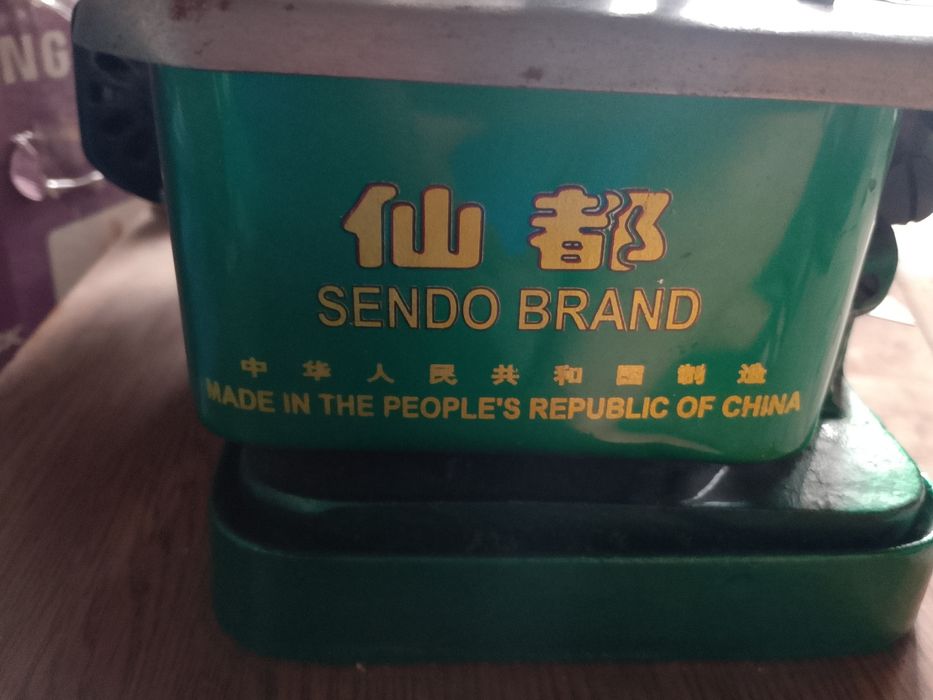 NG
仙都
SENDO BRAND
中华人民共和国制造
MADE IN THE PEOPLE'S REPUBLIC OF CHINA